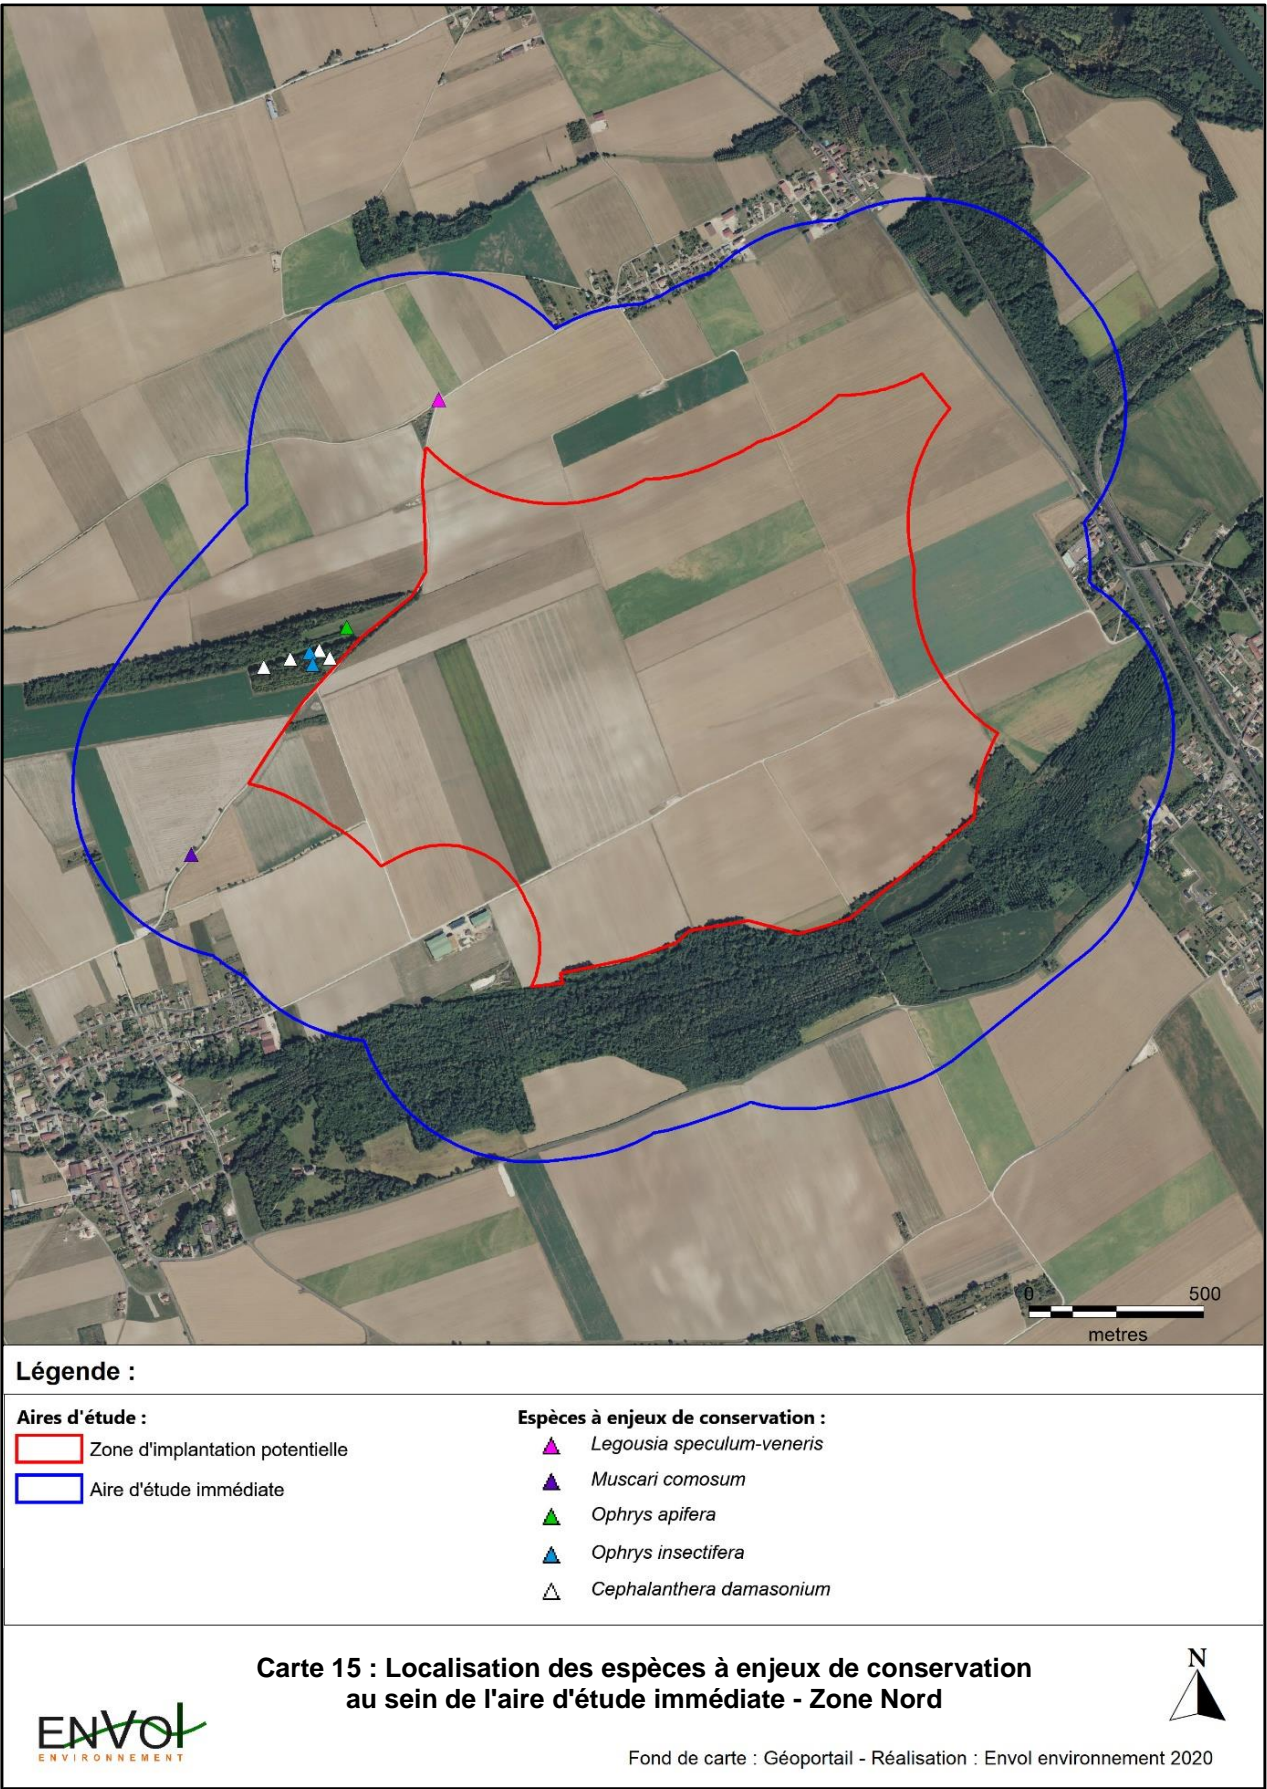 0 500
metres
Légende :
Aires d'étude :
Zone d'implantation potentielle
Aire d'étude immédiate
Espèces à enjeux de conservation :
Legousia speculum-veneris
Muscari comosum
Ophrys apifera
Ophrys insectifera
Cephalanthera damasonium
Carte 15 : Localisation des espèces à enjeux de conservation
au sein de l'aire d'étude immédiate - Zone Nord
N
ENVOl
ENVIRONNEMENT
Fond de carte : Géoportail - Réalisation : Envol environnement 2020